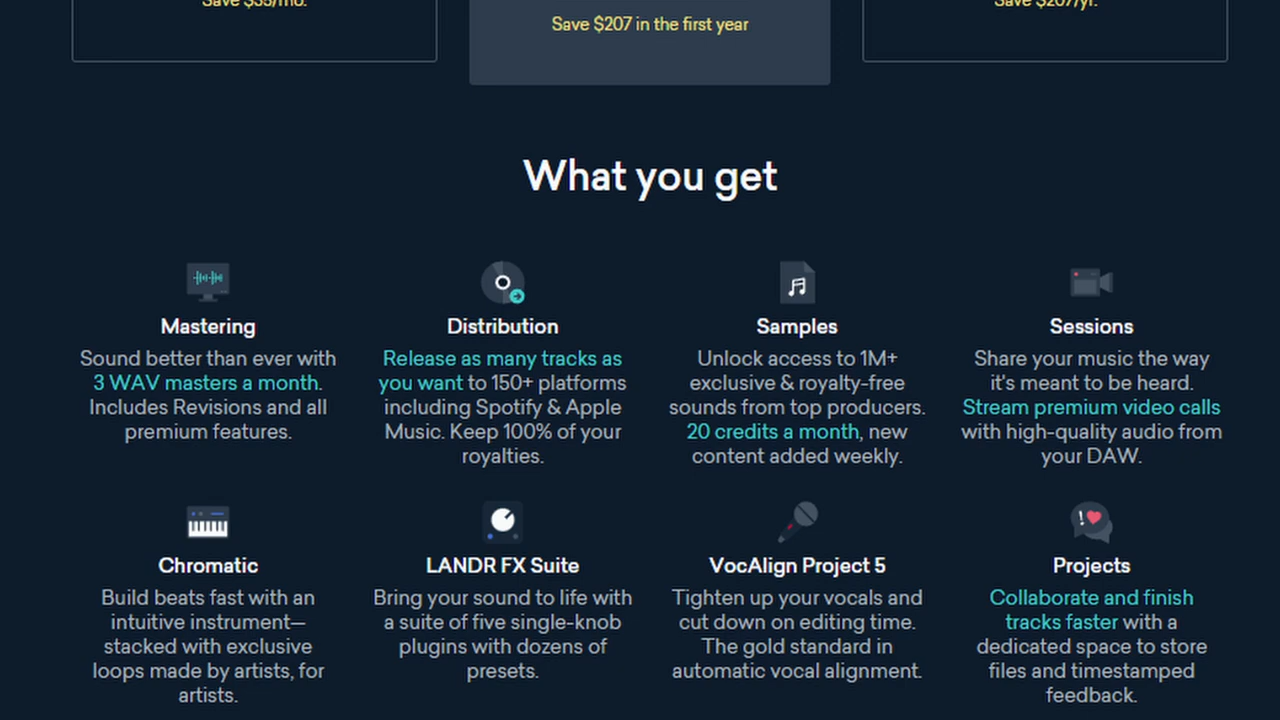 Save $35/mo.
Save $207 in the first year
Save $207/yr.
What you get
Mastering
Sound better than ever with
3 WAV masters a month.
Includes Revisions and all
premium features.
Distribution
Release as many tracks as
you want to 150+ platforms
including Spotify & Apple
Music. Keep 100% of your
royalties.
Samples
Unlock access to 1M+
exclusive & royalty-free
sounds from top producers.
20 credits a month, new
content added weekly.
Sessions
Share your music the way
it's meant to be heard.
Stream premium video calls
with high-quality audio from
your DAW.
Chromatic
Build beats fast with an
intuitive instrument—
stacked with exclusive
loops made by artists, for
artists.
LANDR FX Suite
Bring your sound to life with
a suite of five single-knob
plugins with dozens of
presets.
VocAlign Project 5
Tighten up your vocals and
cut down on editing time.
The gold standard in
automatic vocal alignment.
Projects
Collaborate and finish
tracks faster with a
dedicated space to store
files and timestamped
feedback.